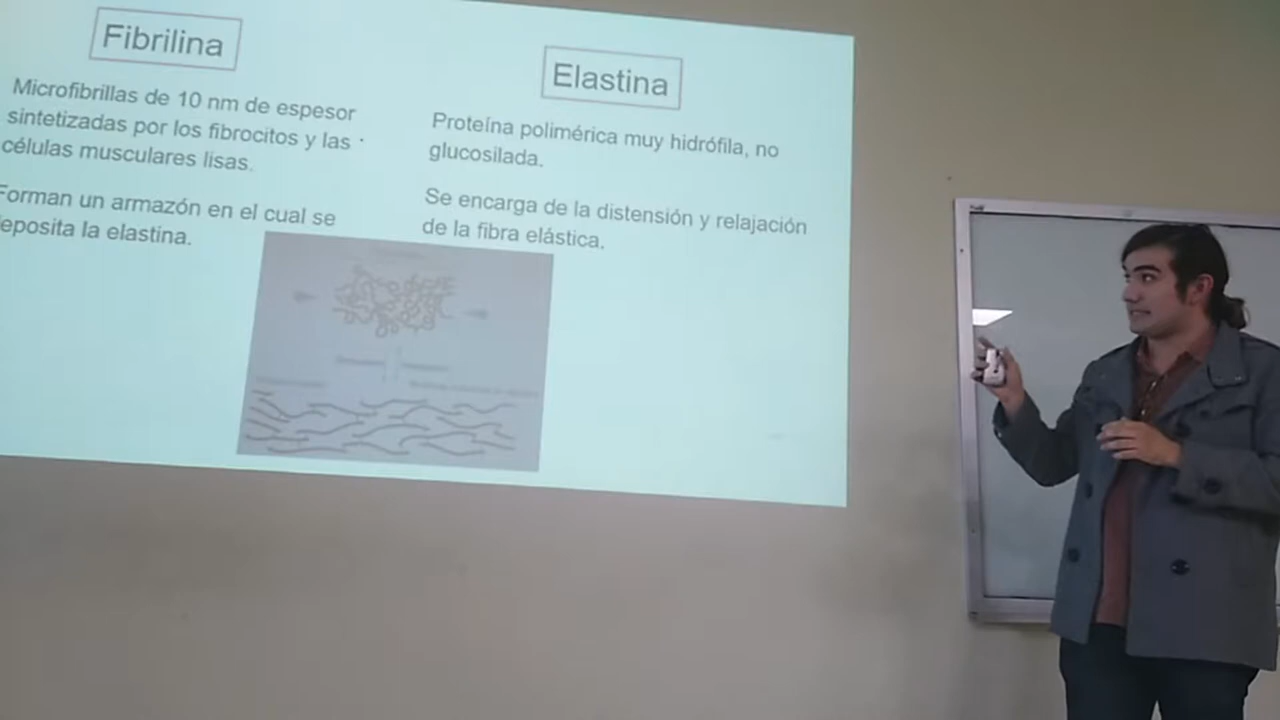 Fibrilina
Microfibrillas de 10 nm de espesor
sintetizadas por los fibrocitos y las
células musculares lisas.
Forman un armazón en el cual se
deposita la elastina.
Elastina
Proteína polimérica muy hidrófila, no
glucosilada.
Se encarga de la distensión y relajación
de la fibra elástica.